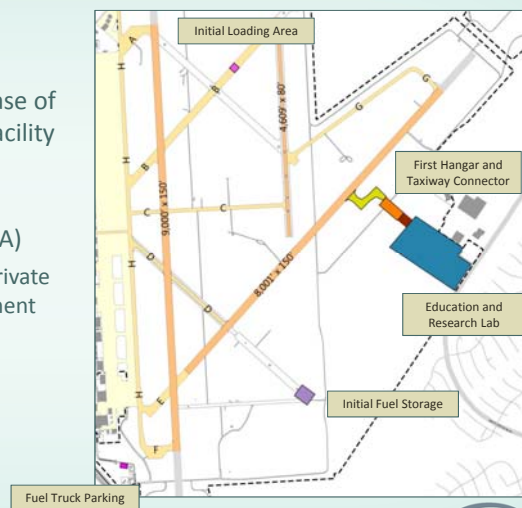 ase of
acility
A)
rivate
ment
Initial Loading Area
A
H
H
B
B
G
G
4,609' x 80'
First Hangar and
Taxiway Connector
H
B
C
C
9,000' x 150'
H
D
D
8,001' x 150'
Education and
Research Lab
H
E
Initial Fuel Storage
F
Fuel Truck Parking